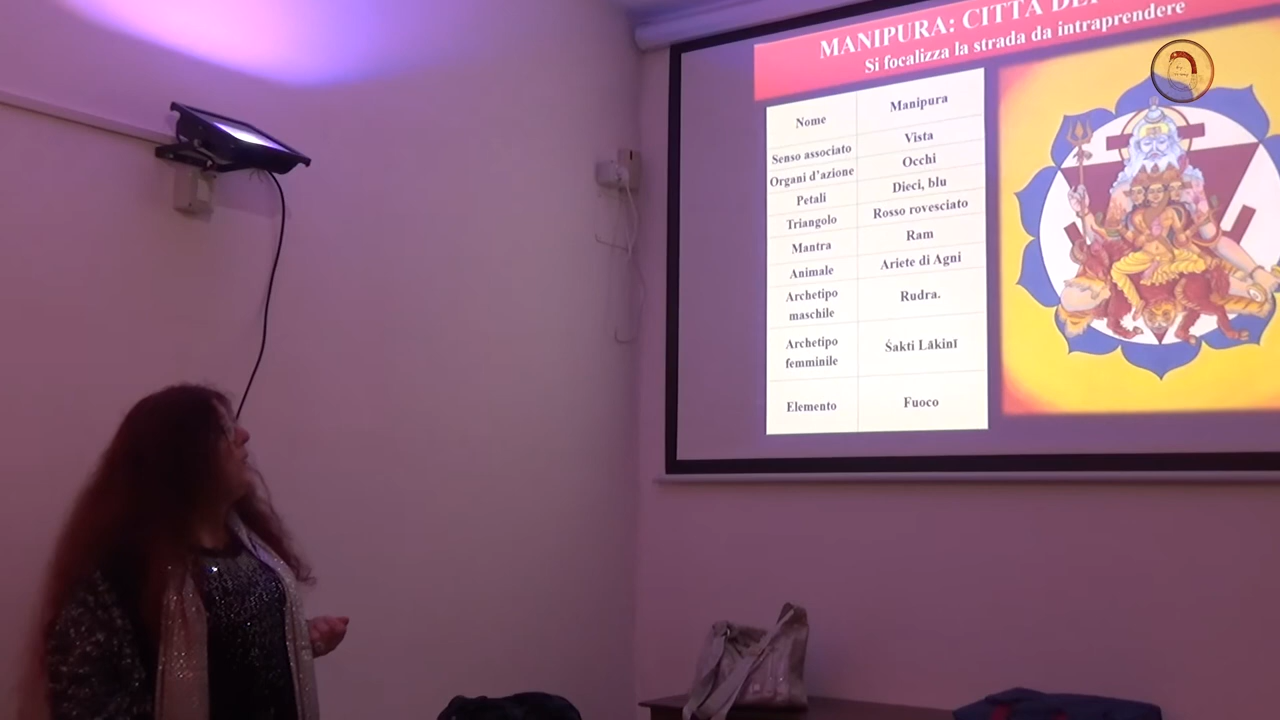 MANIPURA: CITTÀ
Si focalizza la strada da intraprendere
Nome Manipura
Senso associato Vista
Organi d'azione Occhi
Petali Dieci, blu
Triangolo Rosso rovesciato
Mantra Ram
Animale Ariete di Agni
Archetipo
maschile
Rudra.
Archetipo
femminile
Śakti Lākinī
Elemento Fuoco